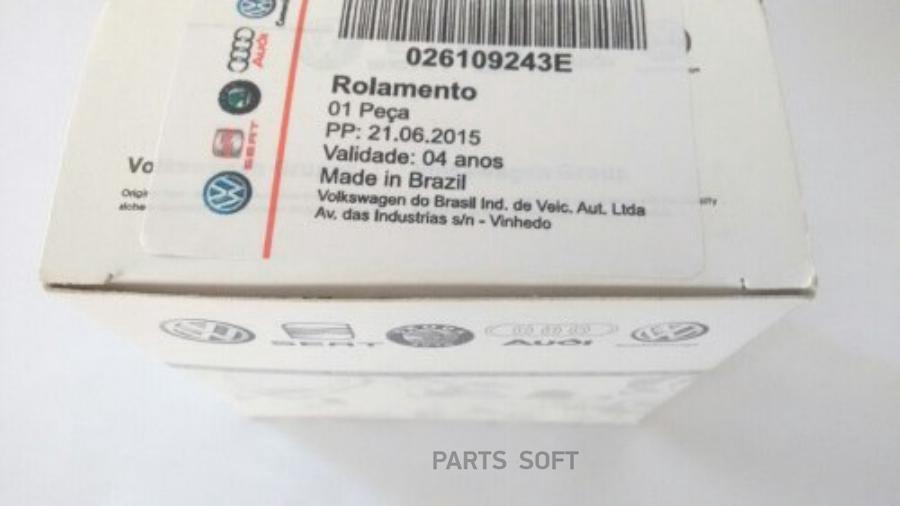 026109243E
Rolamento
01 Peça
PP: 21.06.2015
Validade: 04 anos
Made in Brazil
Volkswagen do Brasil Ind. de Veic. Aut. Ltda
Av. das Industrias s/n - Vinhedo
Audi
SEAT
Vo
SEAT
Audi
PARTS SOFT